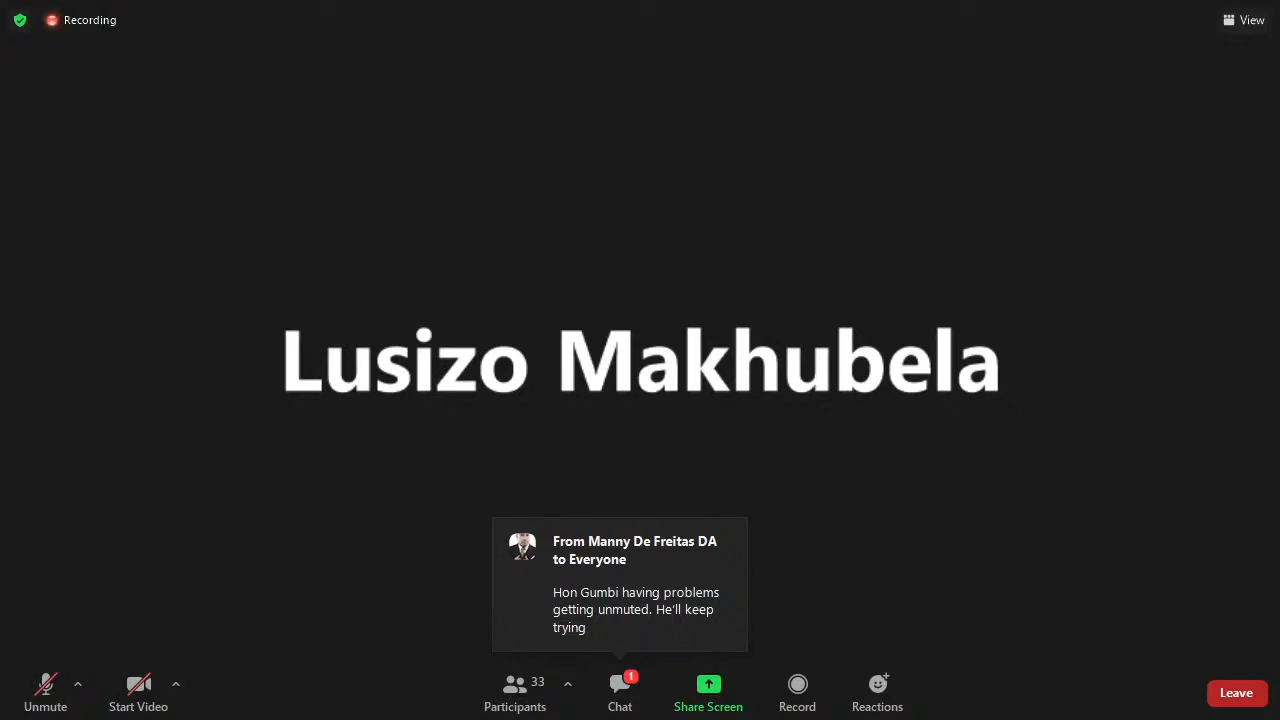 Recording
View
Lusizo Makhubela
From Manny De Freitas DA
to Everyone
Hon Gumbi having problems
getting unmuted. He'll keep
trying
33
1
Unmute
Start Video
Participants
Chat
Share Screen
Record
Reactions
Leave